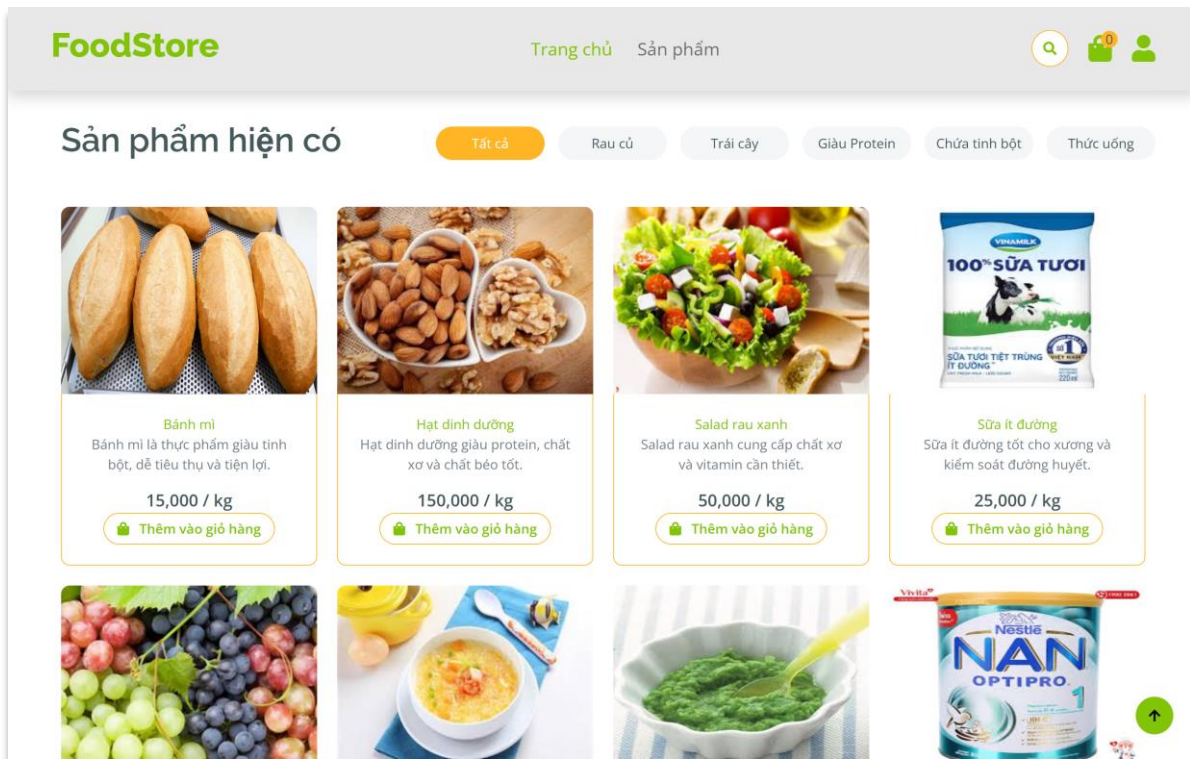 FoodStore
Trang chủ
Sản phẩm
0
Sản phẩm hiện có
Tất cả
Rau củ
Trái cây
Giàu Protein
Chứa tinh bột
Thức uống
VINAMILK
100% SỮA TƯƠI
SỮA TƯƠI TIỆT TRÙNG
ÍT ĐƯỜNG
220ml
Bánh mì
Bánh mì là thực phẩm giàu tinh
bột, dễ tiêu thụ và tiện lợi.
15,000 / kg
Thêm vào giỏ hàng
Hạt dinh dưỡng
Hạt dinh dưỡng giàu protein, chất
xơ và chất béo tốt.
150,000 / kg
Thêm vào giỏ hàng
Salad rau xanh
Salad rau xanh cung cấp chất xơ
và vitamin cần thiết.
50,000 / kg
Thêm vào giỏ hàng
Sữa ít đường
Sữa ít đường tốt cho xương và
kiểm soát đường huyết.
25,000 / kg
Thêm vào giỏ hàng
Vivita
Nestlé
NAN
OPTIPRO
1